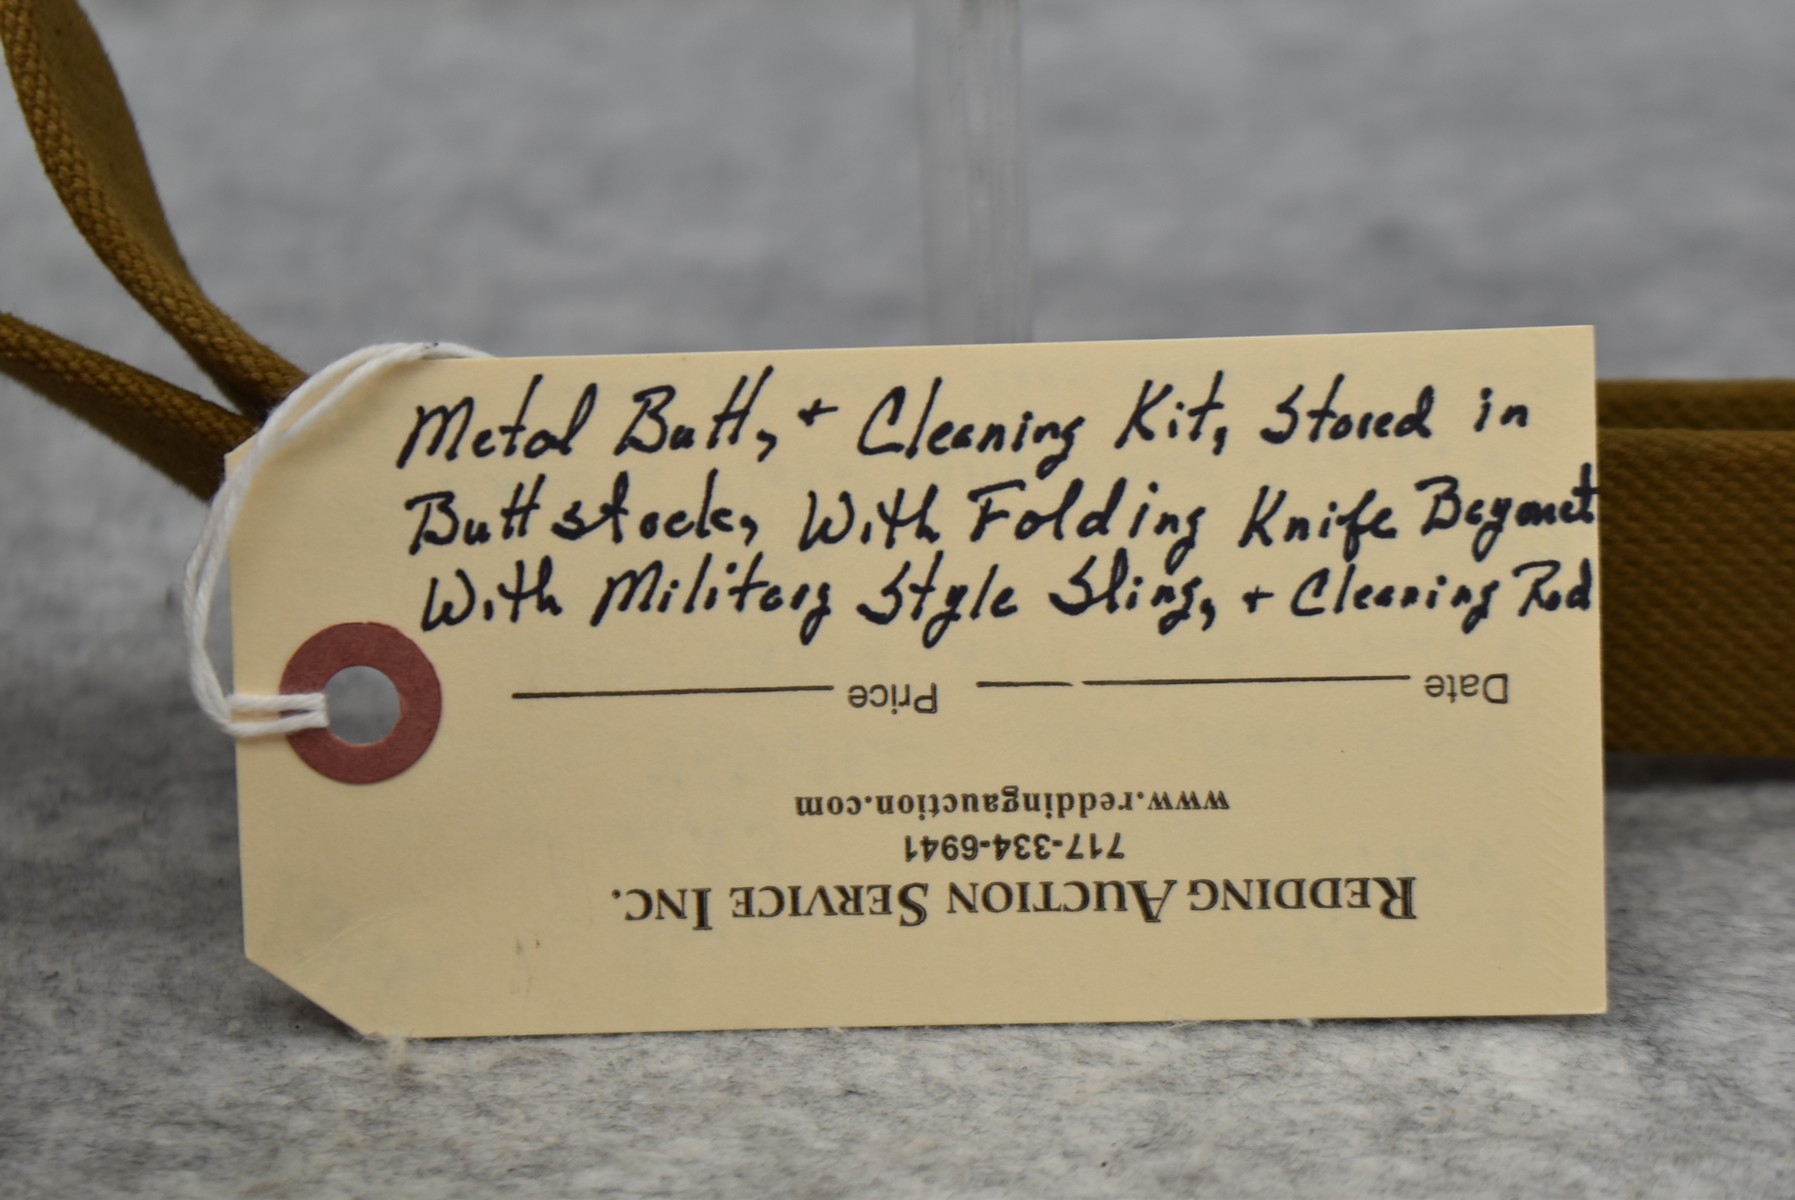 Metal Butt, + Cleaning Kit, Stored in
Buttstock, With Folding Knife Bayonet
With Military Style Sling, + Cleaning Rod
Date Price
www.reddingauction.com
717-334-6941
REDDING AUCTION SERVICE INC.